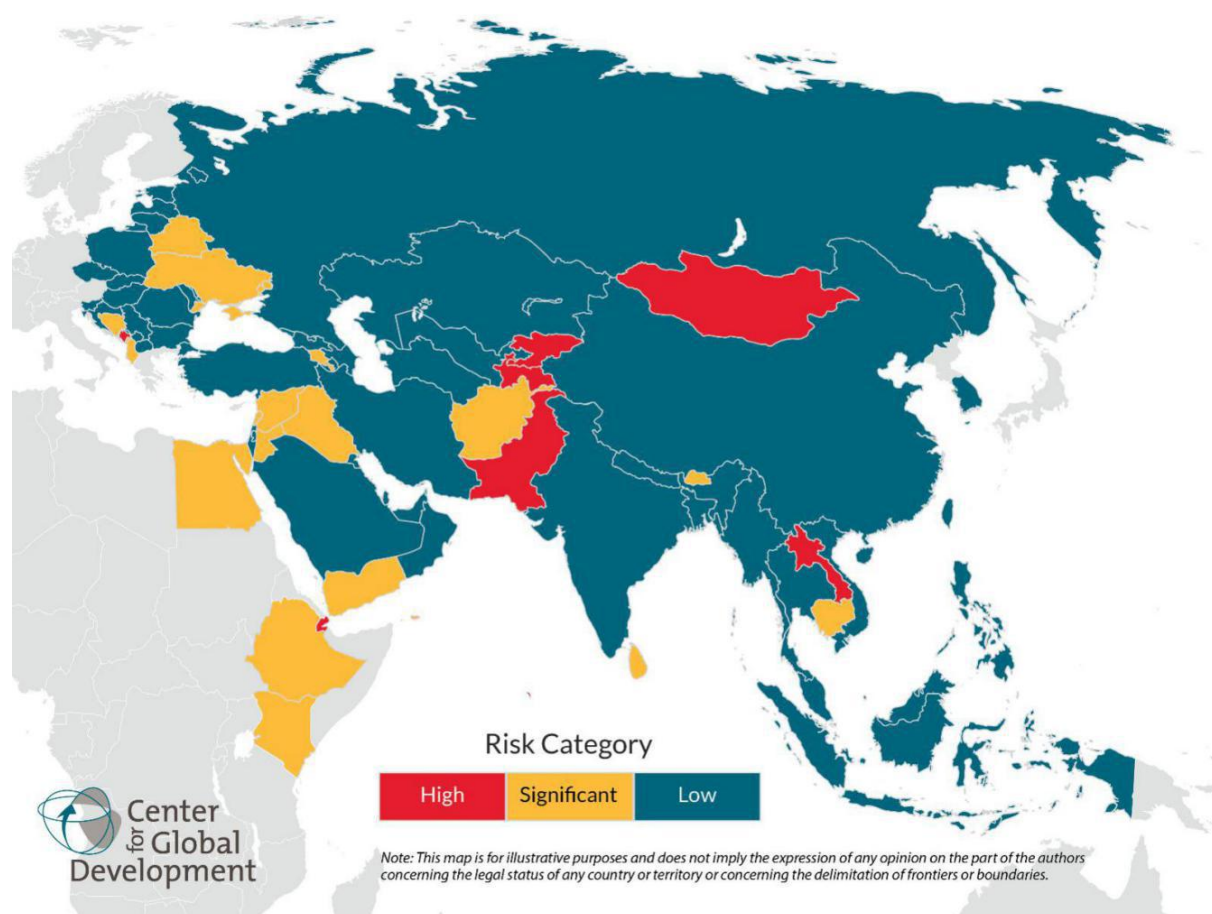 Risk Category
High Significant Low
Center
for Global
Development
Note: This map is for illustrative purposes and does not imply the expression of any opinion on the part of the authors
concerning the legal status of any country or territory or concerning the delimitation of frontiers or boundaries.